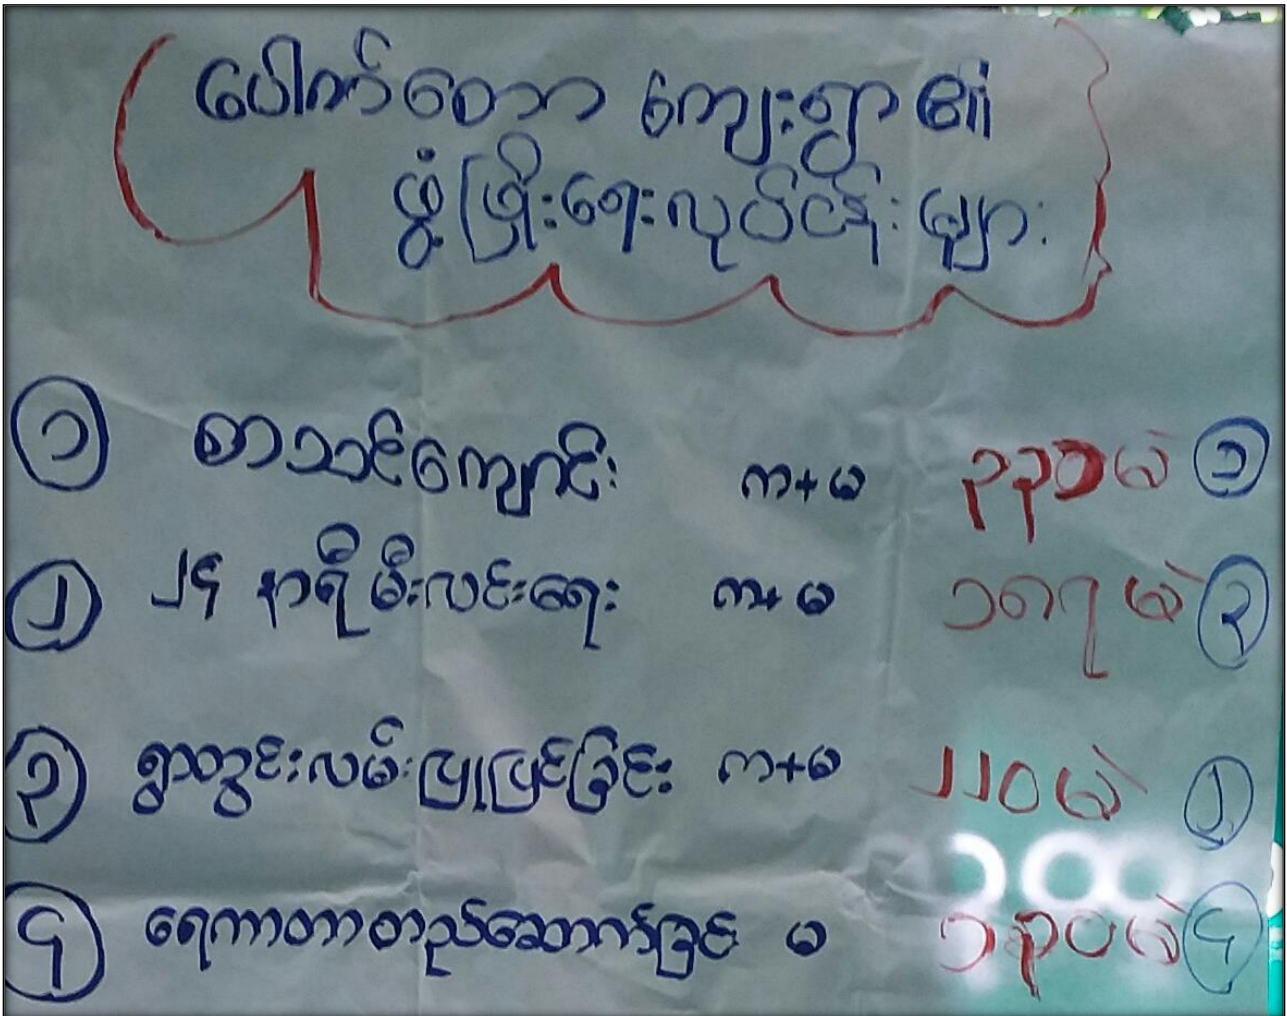 ပေါက်တော ကျေးရွာ ၏
ဖွံ့ဖြိုးရေးလုပ်ငန်းများ
၁ စာသင်ကျောင်း က+မ ၃၃၁ မဲ ၁
၂ ၂၄ နာရီ မီးလင်းရေး က+မ ၁၈၇ မဲ ၃
၃ ရွာတွင်းလမ်းပြုပြင်ခြင်း က+မ ၂၂၀ မဲ ၂
၄ ရေကာတာတည်ဆောက်ခြင်း မ ၁၃၀ မဲ ၄